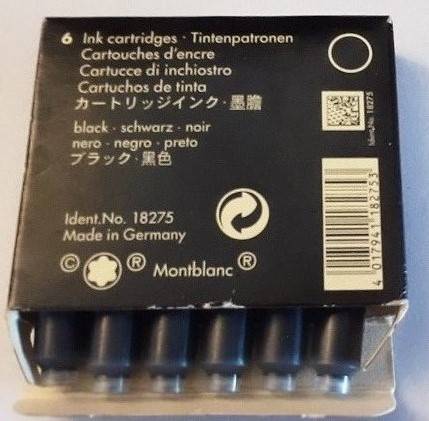 6 Ink cartridges · Tintenpatronen
Cartouches d'encre
Cartucce di inchiostro
Cartuchos de tinta
カートリッジインク・墨膽
black · schwarz · noir
nero · negro · preto
ブラック・黑色
Ident.No. 18275
Made in Germany
© ® Montblanc ®
Ident.No. 18275
4 017941 182753